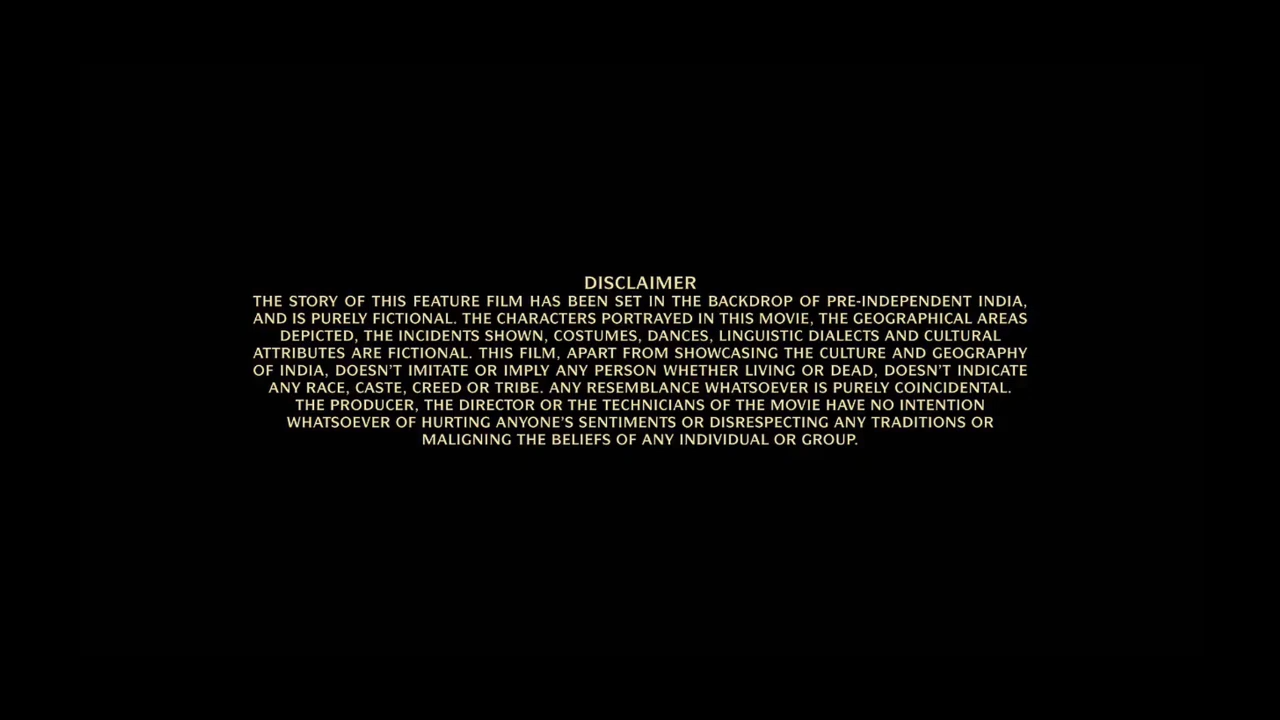 DISCLAIMER
THE STORY OF THIS FEATURE FILM HAS BEEN SET IN THE BACKDROP OF PRE-INDEPENDENT INDIA,
AND IS PURELY FICTIONAL. THE CHARACTERS PORTRAYED IN THIS MOVIE, THE GEOGRAPHICAL AREAS
DEPICTED, THE INCIDENTS SHOWN, COSTUMES, DANCES, LINGUISTIC DIALECTS AND CULTURAL
ATTRIBUTES ARE FICTIONAL. THIS FILM, APART FROM SHOWCASING THE CULTURE AND GEOGRAPHY
OF INDIA, DOESN'T IMITATE OR IMPLY ANY PERSON WHETHER LIVING OR DEAD, DOESN'T INDICATE
ANY RACE, CASTE, CREED OR TRIBE. ANY RESEMBLANCE WHATSOEVER IS PURELY COINCIDENTAL.
THE PRODUCER, THE DIRECTOR OR THE TECHNICIANS OF THE MOVIE HAVE NO INTENTION
WHATSOEVER OF HURTING ANYONE'S SENTIMENTS OR DISRESPECTING ANY TRADITIONS OR
MALIGNING THE BELIEFS OF ANY INDIVIDUAL OR GROUP.